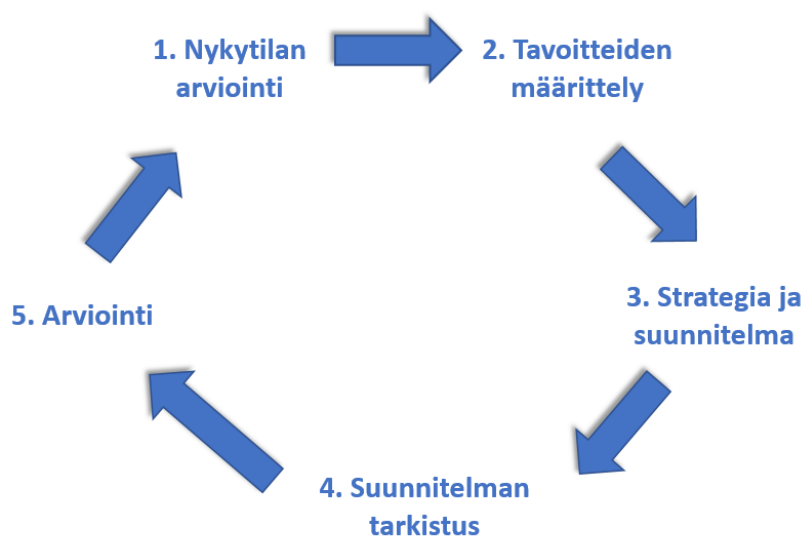 1. Nykytilan
arviointi
2. Tavoitteiden
määrittely
3. Strategia ja
suunnitelma
4. Suunnitelman
tarkistus
5. Arviointi